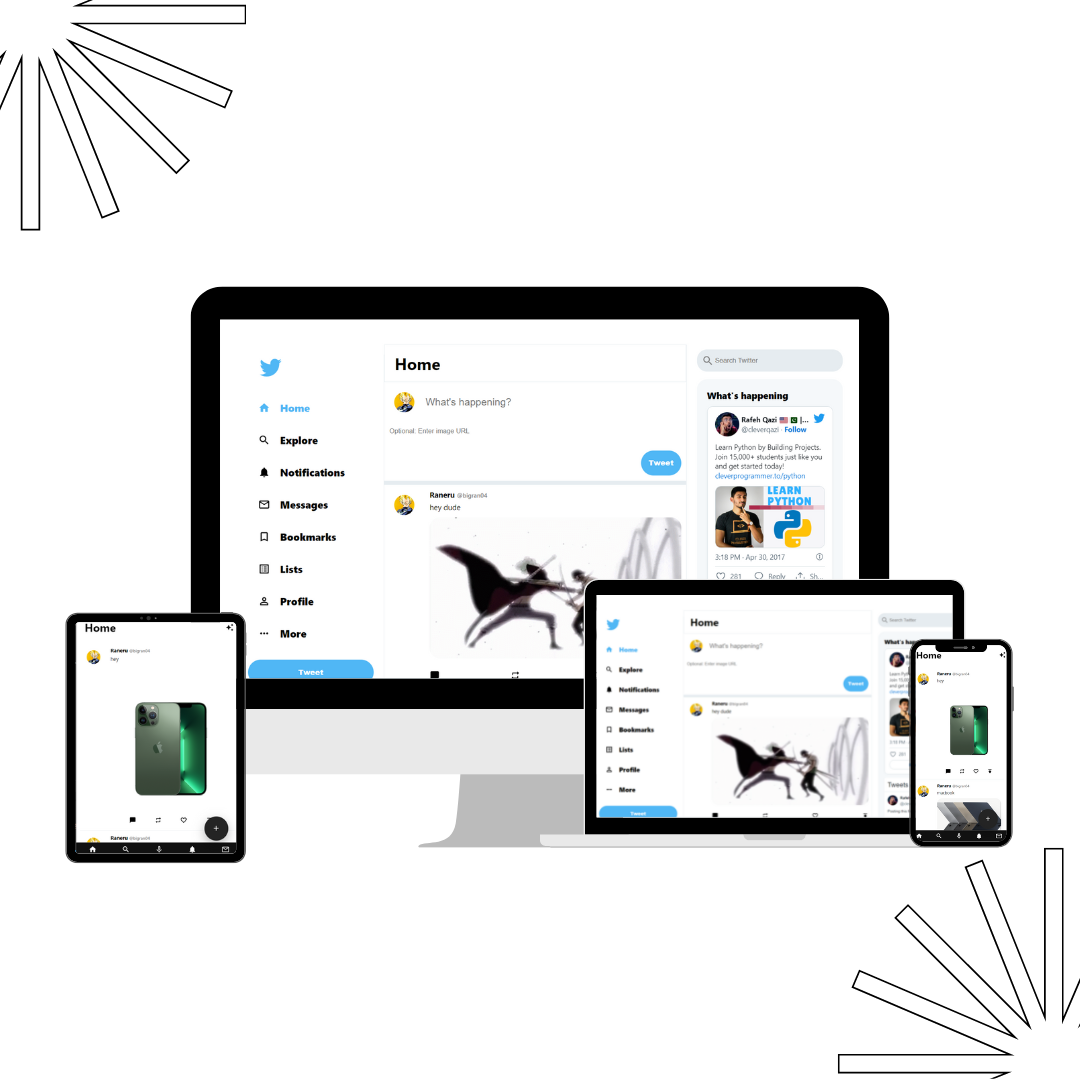 Home
Explore
Notifications
Messages
Bookmarks
Lists
Profile
More
Tweet
Home
What's happening?
Optional: Enter image URL
Tweet
Raneru @bigran04
hey dude
Search Twitter
What's happening
Rafeh Qazi 🇺🇸 🇵🇰 |...
@cleverqazi · Follow
Learn Python by Building Projects.
Join 15,000+ students just like you
and get started today!
cleverprogrammer.to/python
LEARN
PYTHON
3:18 PM · Apr 30, 2017
281 Reply Sh...
Home
Raneru @bigran04
hey
Raneru @bigran04
Home
Explore
Notifications
Messages
Bookmarks
Lists
Profile
More
Tweet
Home
What's happening?
Optional: Enter image URL
Tweet
Raneru @bigran04
hey dude
Search Twitter
What's hap
281
Tweets
Home
Raneru @bigran04
hey
Raneru @bigran04
macbook